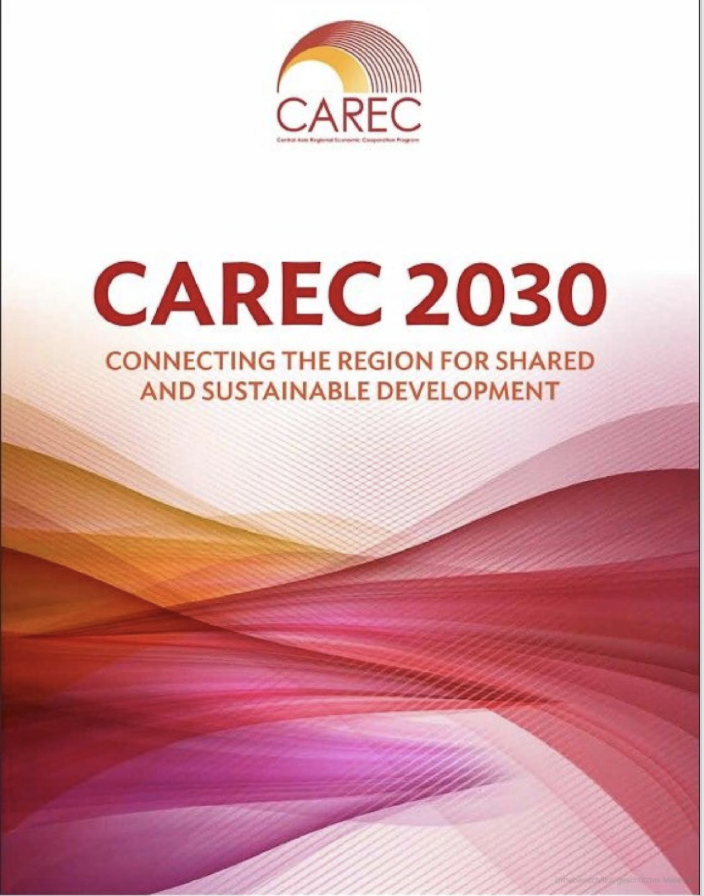 CAREC
Central Asia Regional Economic Cooperation Program
CAREC 2030
CONNECTING THE REGION FOR SHARED
AND SUSTAINABLE DEVELOPMENT